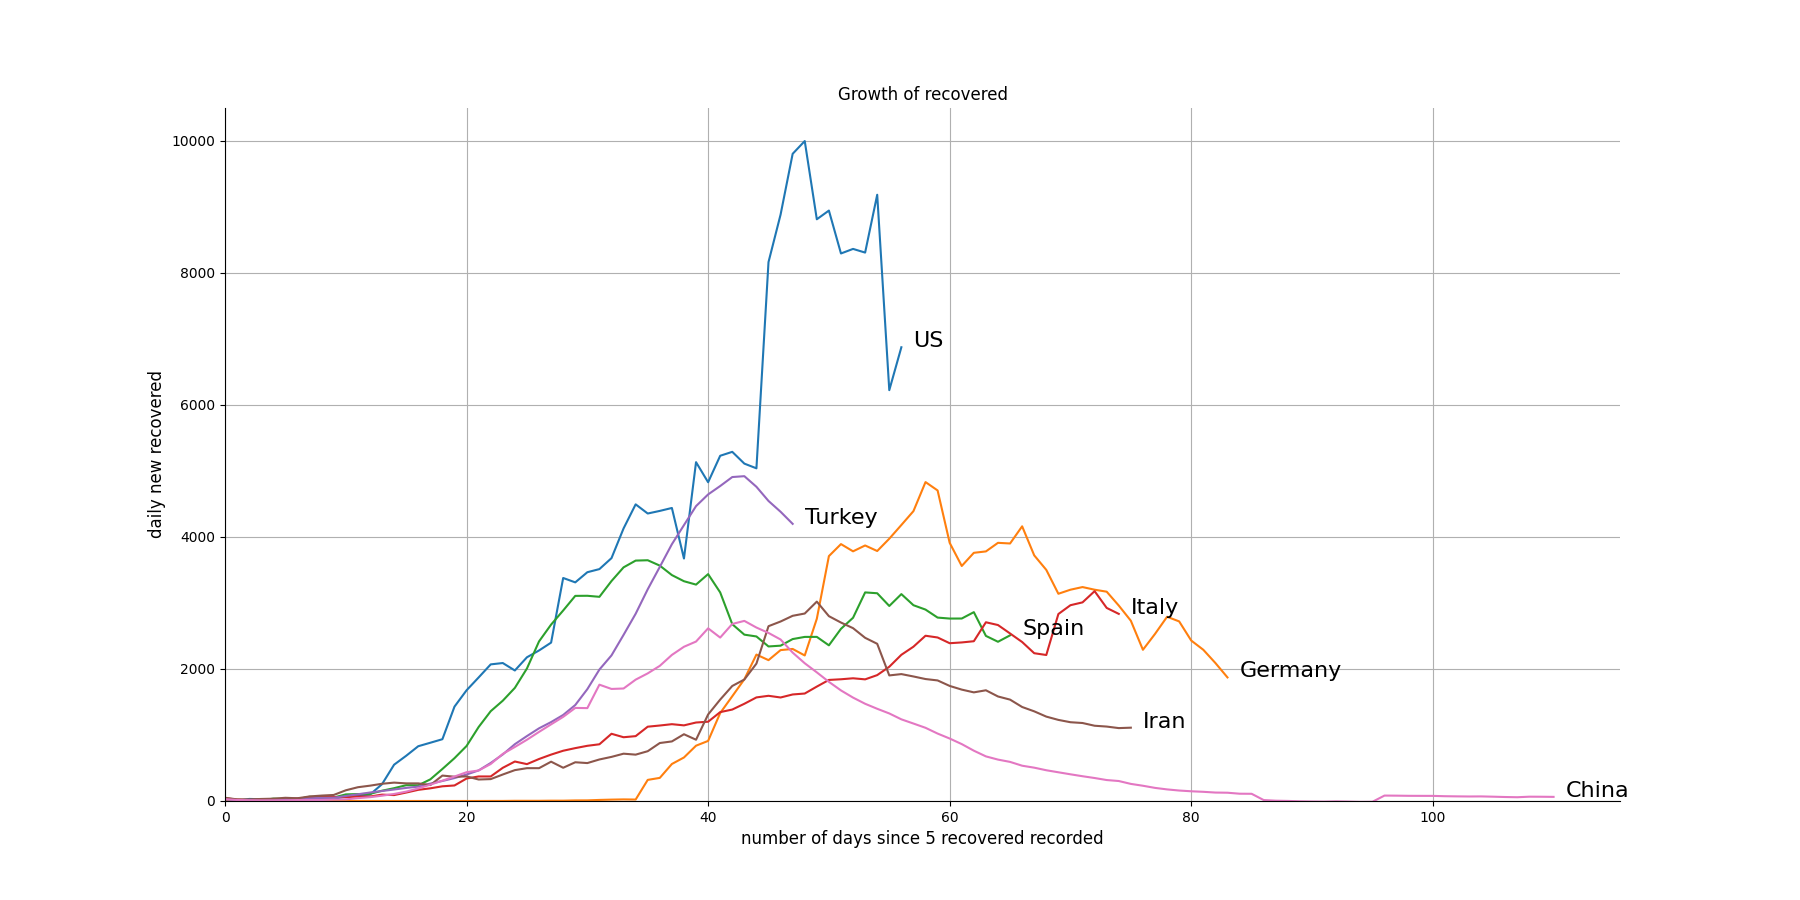 Growth of recovered
10000
8000
6000
4000
2000
0
daily new recovered
US
Turkey
Italy
Spain
Germany
Iran
China
0 20 40 60 80 100
number of days since 5 recovered recorded